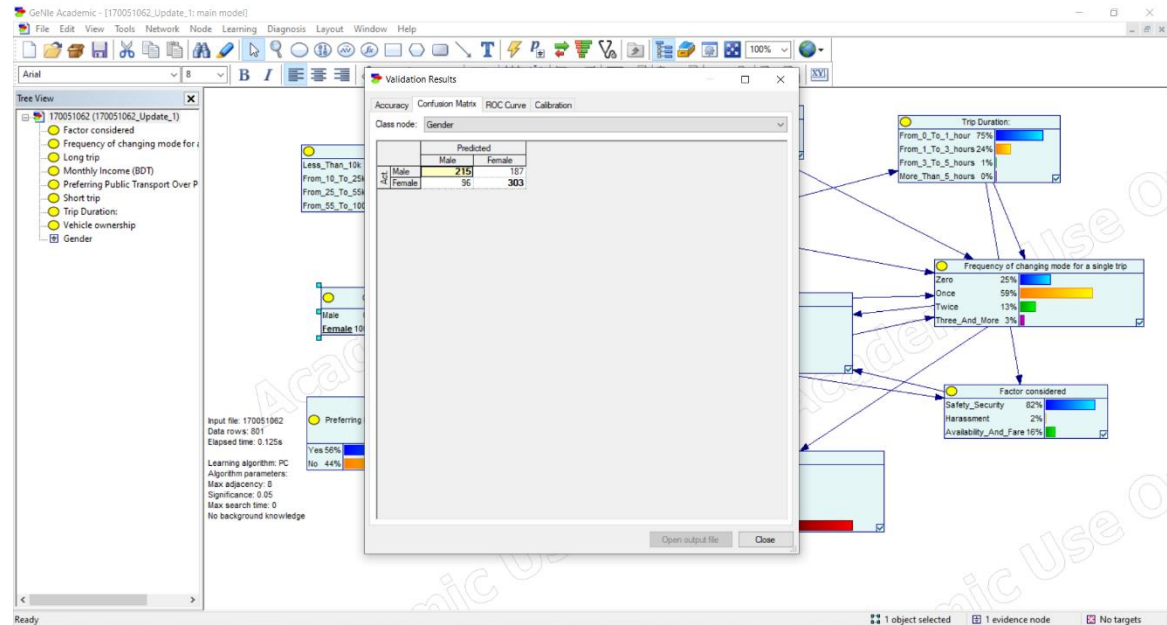 GeNIe Academic - [170051062_Update_1: main model]
File Edit View Tools Network Node Learning Diagnosis Layout Window Help
100%
Arial 8 B I
Tree View
170051062 (170051062_Update_1)
Factor considered
Frequency of changing mode for a
Long trip
Monthly Income (BDT)
Preferring Public Transport Over P
Short trip
Trip Duration:
Vehicle ownership
Gender
Less_Than_10k
From_10_To_25k
From_25_To_55k
From_55_To_100
Male
Female 100
Preferring
Yes 56%
No 44%
Input file: 170051062
Data rows: 801
Elapsed time: 0.125s
Learning algorithm: PC
Algorithm parameters:
Max adjacency: 8
Significance: 0.05
Max search time: 0
No background knowledge
Validation Results
Accuracy Confusion Matrix ROC Curve Calibration
Class node: Gender
Predicted
Male Female
Act. Male 215 187
Female 96 303
Open output file Close
Trip Duration:
From_0_To_1_hour 75%
From_1_To_3_hours 24%
From_3_To_5_hours 1%
More_Than_5_hours 0%
Frequency of changing mode for a single trip
Zero 25%
Once 59%
Twice 13%
Three_And_More 3%
Factor considered
Safety_Security 82%
Harassment 2%
Availability_And_Fare 16%
Ready
1 object selected 1 evidence node No targets